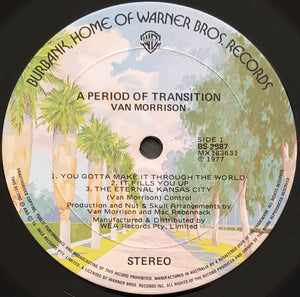 BURBANK, HOME OF WARNER BROS. RECORDS
A PERIOD OF TRANSITION
VAN MORRISON
SIDE 1
BS 2987
MX163631
℗ 1977
1. YOU GOTTA MAKE IT THROUGH THE WORLD
2. IT FILLS YOU UP
3. THE ETERNAL KANSAS CITY
(Van Morrison) Control
Production and Nut & Skull Arrangements by
Van Morrison and Mac Rebennack
Manufactured & Distributed by
WEA Records Pty. Limited
STEREO